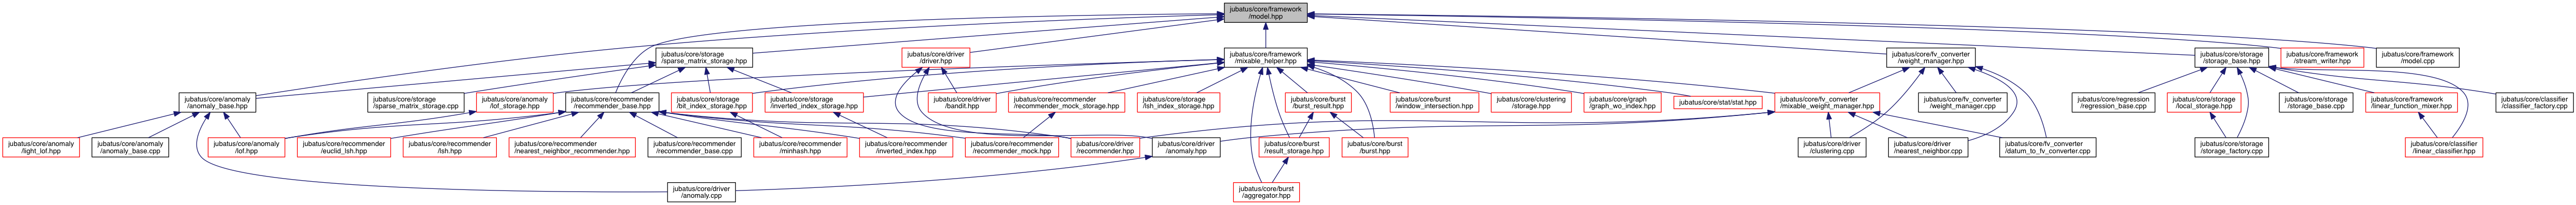 jubatus/core/framework
/model.hpp
jubatus/core/storage
/sparse_matrix_storage.hpp
jubatus/core/driver
/driver.hpp
jubatus/core/framework
/mixable_helper.hpp
jubatus/core/fv_converter
/weight_manager.hpp
jubatus/core/storage
/storage_base.hpp
jubatus/core/framework
/stream_writer.hpp
jubatus/core/framework
/model.cpp
jubatus/core/anomaly
/anomaly_base.hpp
jubatus/core/storage
/sparse_matrix_storage.cpp
jubatus/core/anomaly
/lof_storage.hpp
jubatus/core/recommender
/recommender_base.hpp
jubatus/core/storage
/bit_index_storage.hpp
jubatus/core/storage
/inverted_index_storage.hpp
jubatus/core/driver
/bandit.hpp
jubatus/core/recommender
/recommender_mock_storage.hpp
jubatus/core/storage
/lsh_index_storage.hpp
jubatus/core/burst
/burst_result.hpp
jubatus/core/burst
/window_intersection.hpp
jubatus/core/clustering
/storage.hpp
jubatus/core/graph
/graph_wo_index.hpp
jubatus/core/stat/stat.hpp
jubatus/core/fv_converter
/mixable_weight_manager.hpp
jubatus/core/fv_converter
/weight_manager.cpp
jubatus/core/regression
/regression_base.cpp
jubatus/core/storage
/local_storage.hpp
jubatus/core/storage
/storage_base.cpp
jubatus/core/framework
/linear_function_mixer.hpp
jubatus/core/classifier
/classifier_factory.cpp
jubatus/core/anomaly
/light_lof.hpp
jubatus/core/anomaly
/anomaly_base.cpp
jubatus/core/anomaly
/lof.hpp
jubatus/core/recommender
/euclid_lsh.hpp
jubatus/core/recommender
/lsh.hpp
jubatus/core/recommender
/nearest_neighbor_recommender.hpp
jubatus/core/recommender
/recommender_base.cpp
jubatus/core/recommender
/minhash.hpp
jubatus/core/recommender
/inverted_index.hpp
jubatus/core/recommender
/recommender_mock.hpp
jubatus/core/driver
/recommender.hpp
jubatus/core/driver
/anomaly.hpp
jubatus/core/burst
/result_storage.hpp
jubatus/core/burst
/burst.hpp
jubatus/core/driver
/clustering.cpp
jubatus/core/driver
/nearest_neighbor.cpp
jubatus/core/fv_converter
/datum_to_fv_converter.cpp
jubatus/core/storage
/storage_factory.cpp
jubatus/core/classifier
/linear_classifier.hpp
jubatus/core/driver
/anomaly.cpp
jubatus/core/burst
/aggregator.hpp